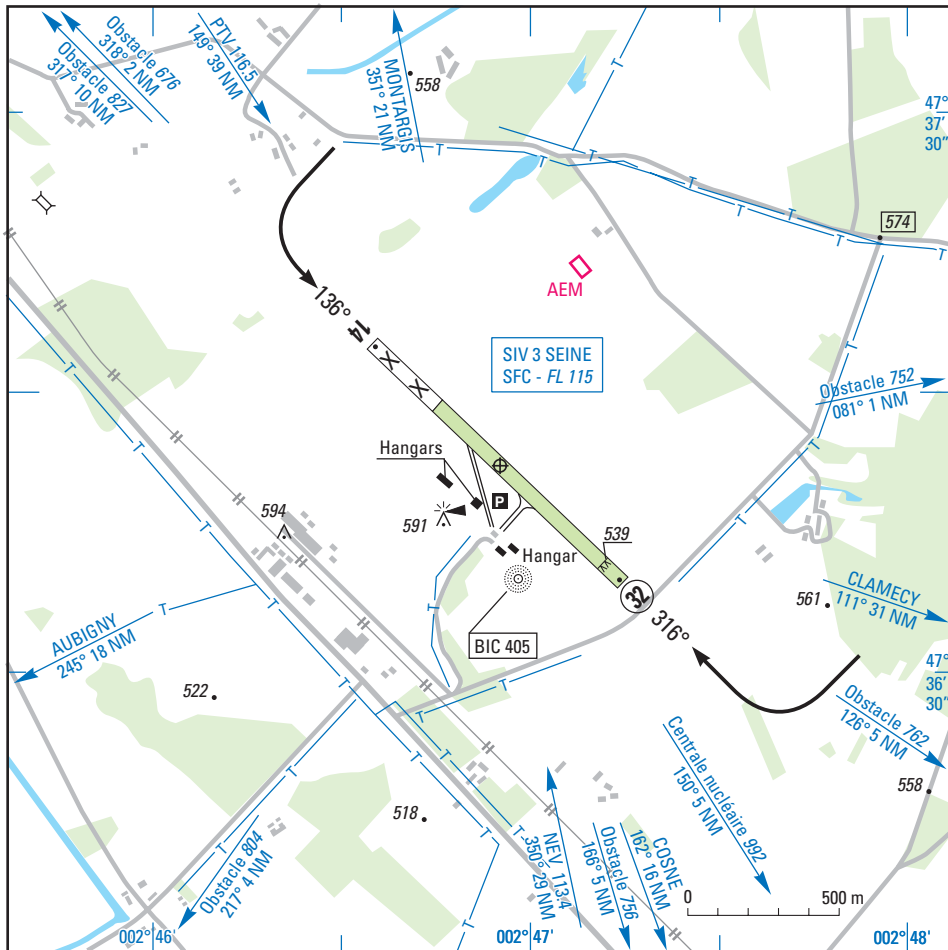 Obstacle 676
318° 2 NM
Obstacle 827
317° 10 NM
PTV 116.5
149° 39 NM
MONTARGIS
351° 21 NM
558
47°
37'
30"
574
T
T
T
T
T
T
T
T
AEM
136°
14
SIV 3 SEINE
SFC - FL 115
Obstacle 752
081° 1 NM
T
T
T
T
Hangars
P
594
591
539
Hangar
32
316°
561
CLAMECY
111° 31 NM
BIC 405
AUBIGNY
245° 18 NM
T
T
T
T
T
47°
36'
30"
522
Obstacle 762
126° 5 NM
Centrale nucléaire 992
150° 5 NM
558
518
T
T
T
T
T
Obstacle 804
217° 4 NM
NEV 113.4
350° 29 NM
Obstacle 756
166° 5 NM
COSNE
162° 16 NM
0
500 m
002° 46'
002° 47'
002° 48'